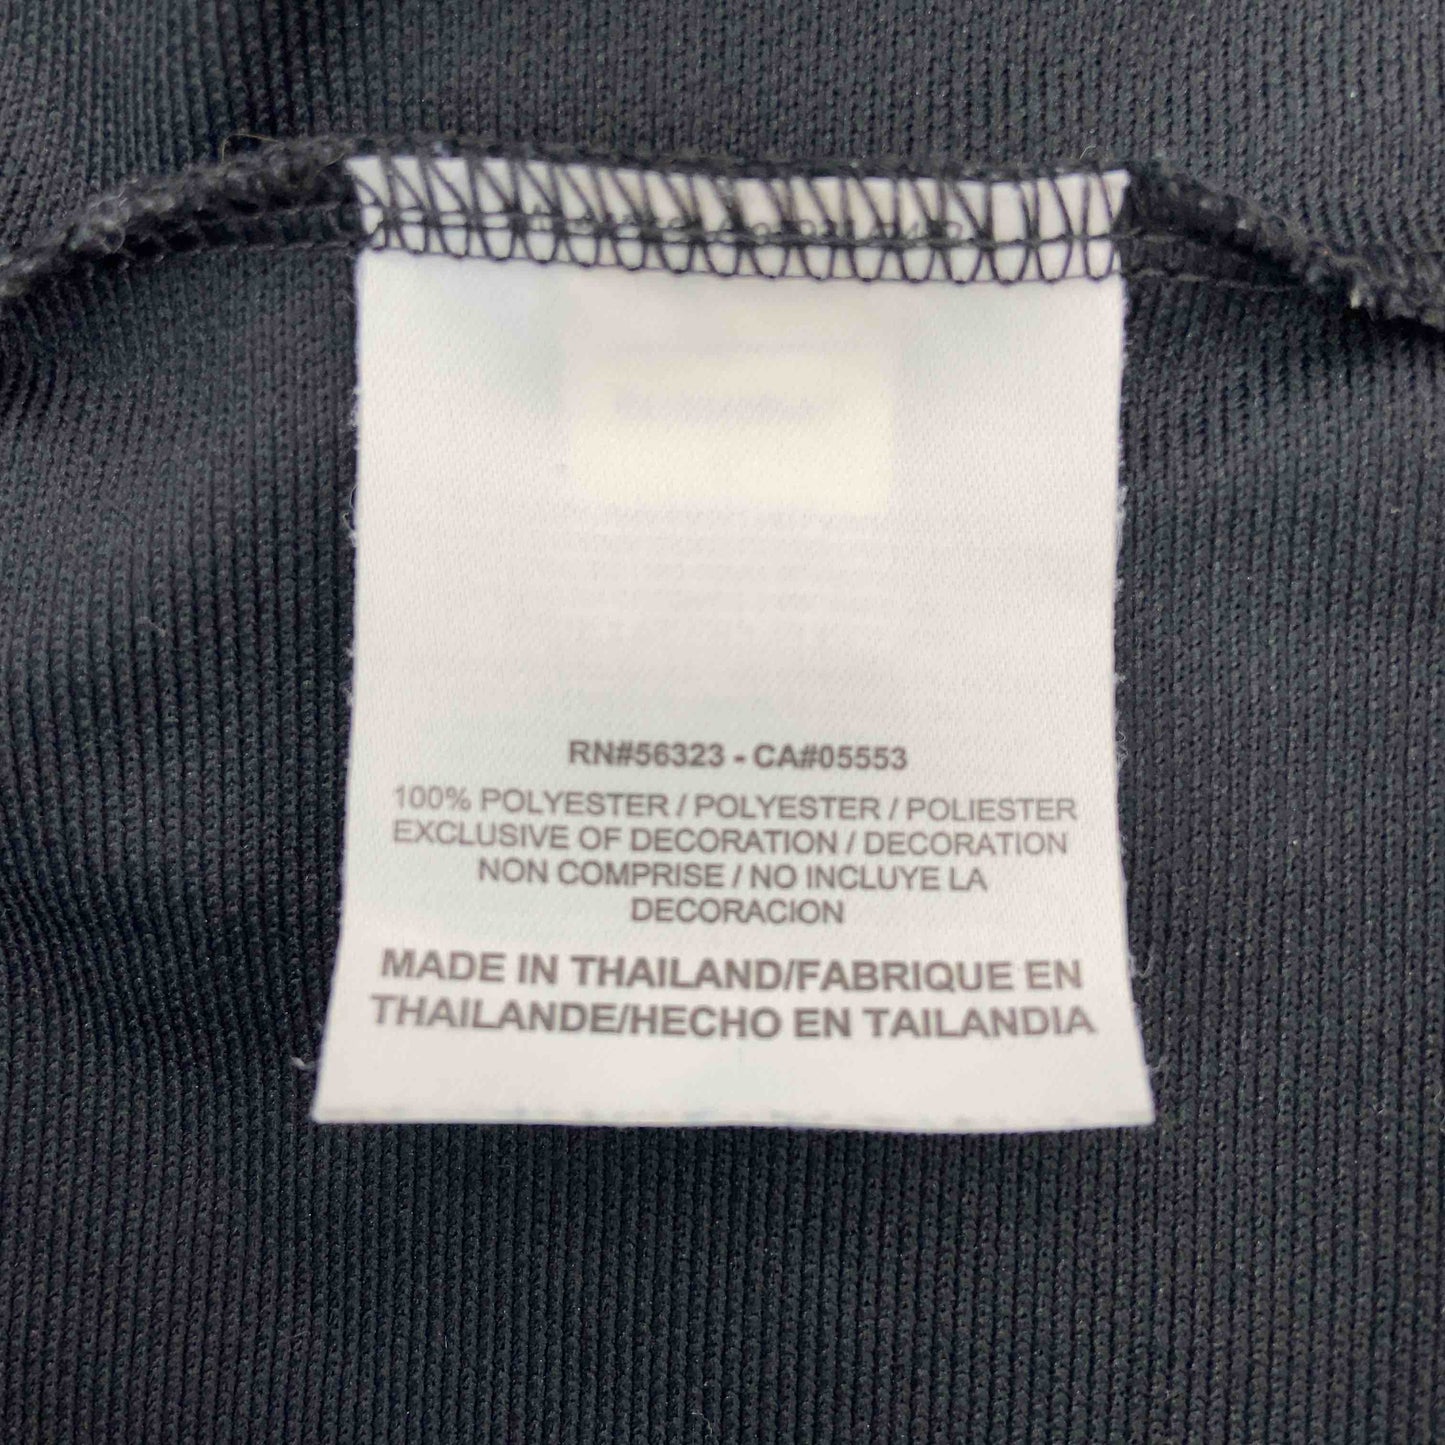 RN#56323 - CA#05553
100% POLYESTER / POLYESTER / POLIESTER
EXCLUSIVE OF DECORATION / DECORATION
NON COMPRISE / NO INCLUYE LA
DECORACION
MADE IN THAILAND/FABRIQUE EN
THAILANDE/HECHO EN TAILANDIA